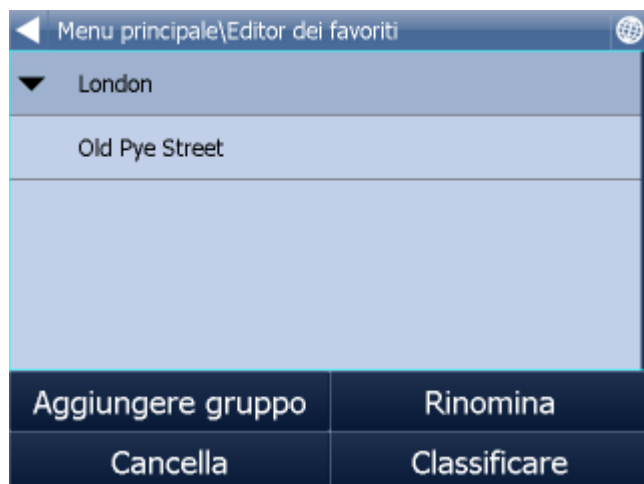 Menu principale\Editor dei favoriti
London
Old Pye Street
Aggiungere gruppo
Rinomina
Cancella
Classificare